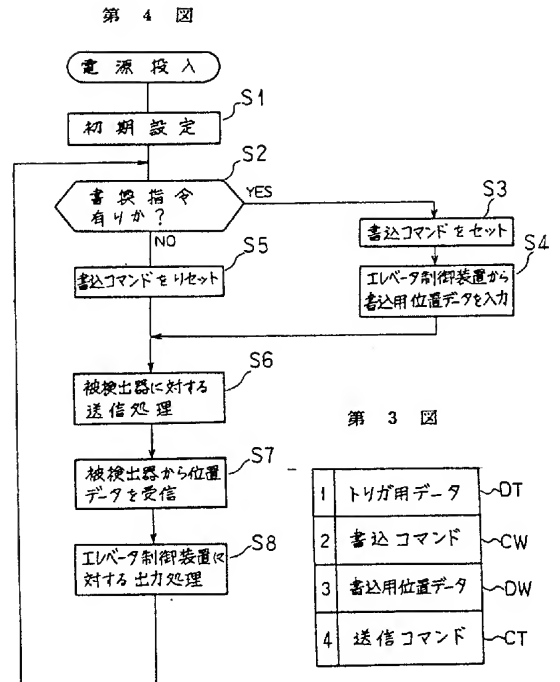 第 4 図
電源投入
S1
初期設定
S2
書換指令
有りか?
YES
NO
S3
書込コマンドをセット
S4
エレベータ制御装置から
書込用位置データを入力
S5
書込コマンドをリセット
S6
被検出器に対する
送信処理
S7
被検出器から位置
データを受信
S8
エレベータ制御装置に
対する出力処理
第 3 図
1 トリガ用データ DT
2 書込コマンド CW
3 書込用位置データ DW
4 送信コマンド CT